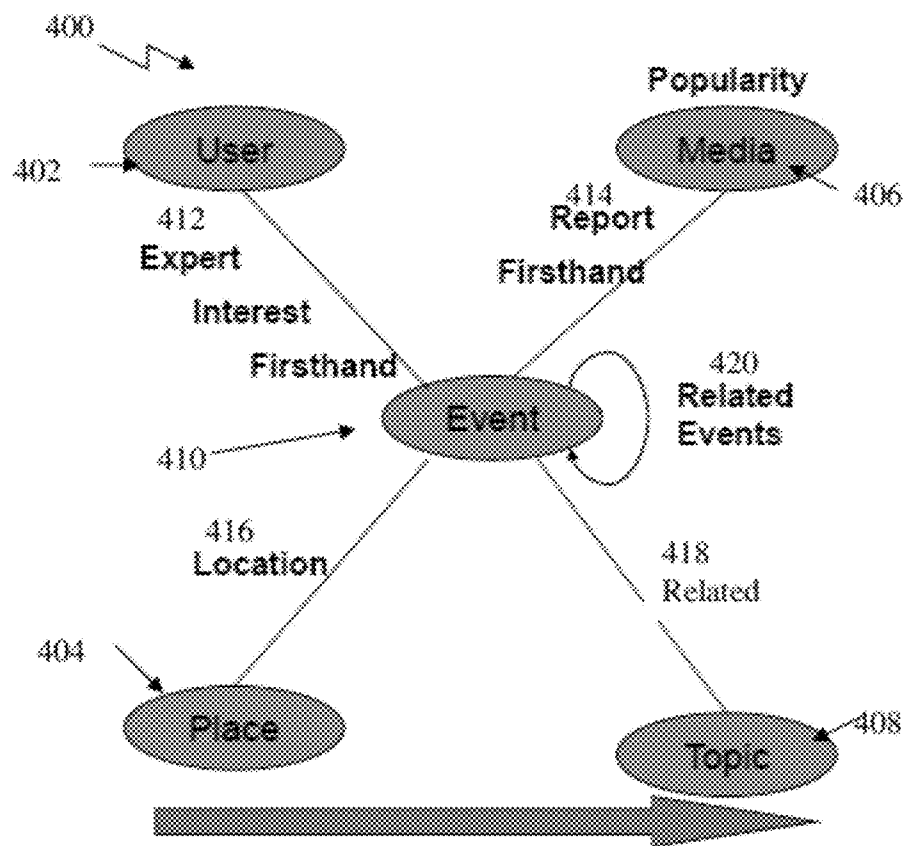 400
Popularity
User
Media
402
406
412
Expert
Interest
Firsthand
414
Report
Firsthand
Event
420
Related
Events
410
416
Location
418
Related
404
Place
Topic
408